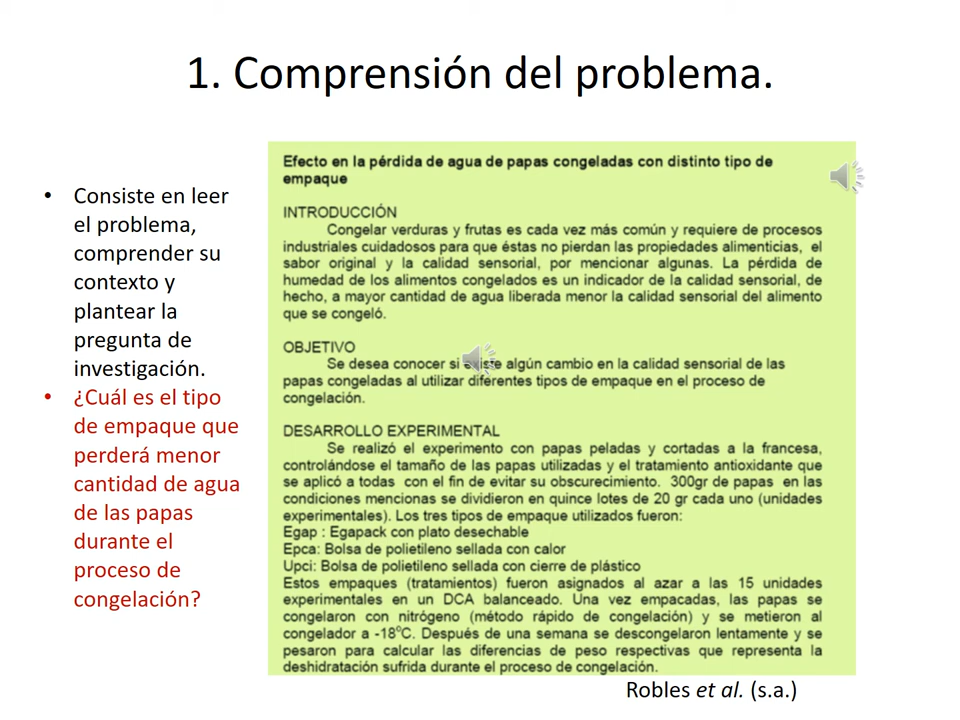 1. Comprensión del problema.
• Consiste en leer
el problema,
comprender su
contexto y
plantear la
pregunta de
investigación.
• ¿Cuál es el tipo
de empaque que
perderá menor
cantidad de agua
de las papas
durante el
proceso de
congelación?
Efecto en la pérdida de agua de papas congeladas con distinto tipo de
empaque
INTRODUCCIÓN
Congelar verduras y frutas es cada vez más común y requiere de procesos
industriales cuidadosos para que éstas no pierdan las propiedades alimenticias, el
sabor original y la calidad sensorial, por mencionar algunas. La pérdida de
humedad de los alimentos congelados es un indicador de la calidad sensorial, de
hecho, a mayor cantidad de agua liberada menor la calidad sensorial del alimento
que se congeló.
OBJETIVO
Se desea conocer si algún cambio en la calidad sensorial de las
papas congeladas al utilizar diferentes tipos de empaque en el proceso de
congelación.
DESARROLLO EXPERIMENTAL
Se realizó el experimento con papas peladas y cortadas a la francesa,
controlándose el tamaño de las papas utilizadas y el tratamiento antioxidante que
se aplicó a todas con el fin de evitar su obscurecimiento. 300gr de papas en las
condiciones mencionas se dividieron en quince lotes de 20 gr cada uno (unidades
experimentales). Los tres tipos de empaque utilizados fueron:
Egap : Egapack con plato desechable
Epca: Bolsa de polietileno sellada con calor
Upci: Bolsa de polietileno sellada con cierre de plástico
Estos empaques (tratamientos) fueron asignados al azar a las 15 unidades
experimentales en un DCA balanceado. Una vez empacadas, las papas se
congelaron con nitrógeno (método rápido de congelación) y se metieron al
congelador a -18°C. Después de una semana se descongelaron lentamente y se
pesaron para calcular las diferencias de peso respectivas que representa la
deshidratación sufrida durante el proceso de congelación.
Robles et al. (s.a.)